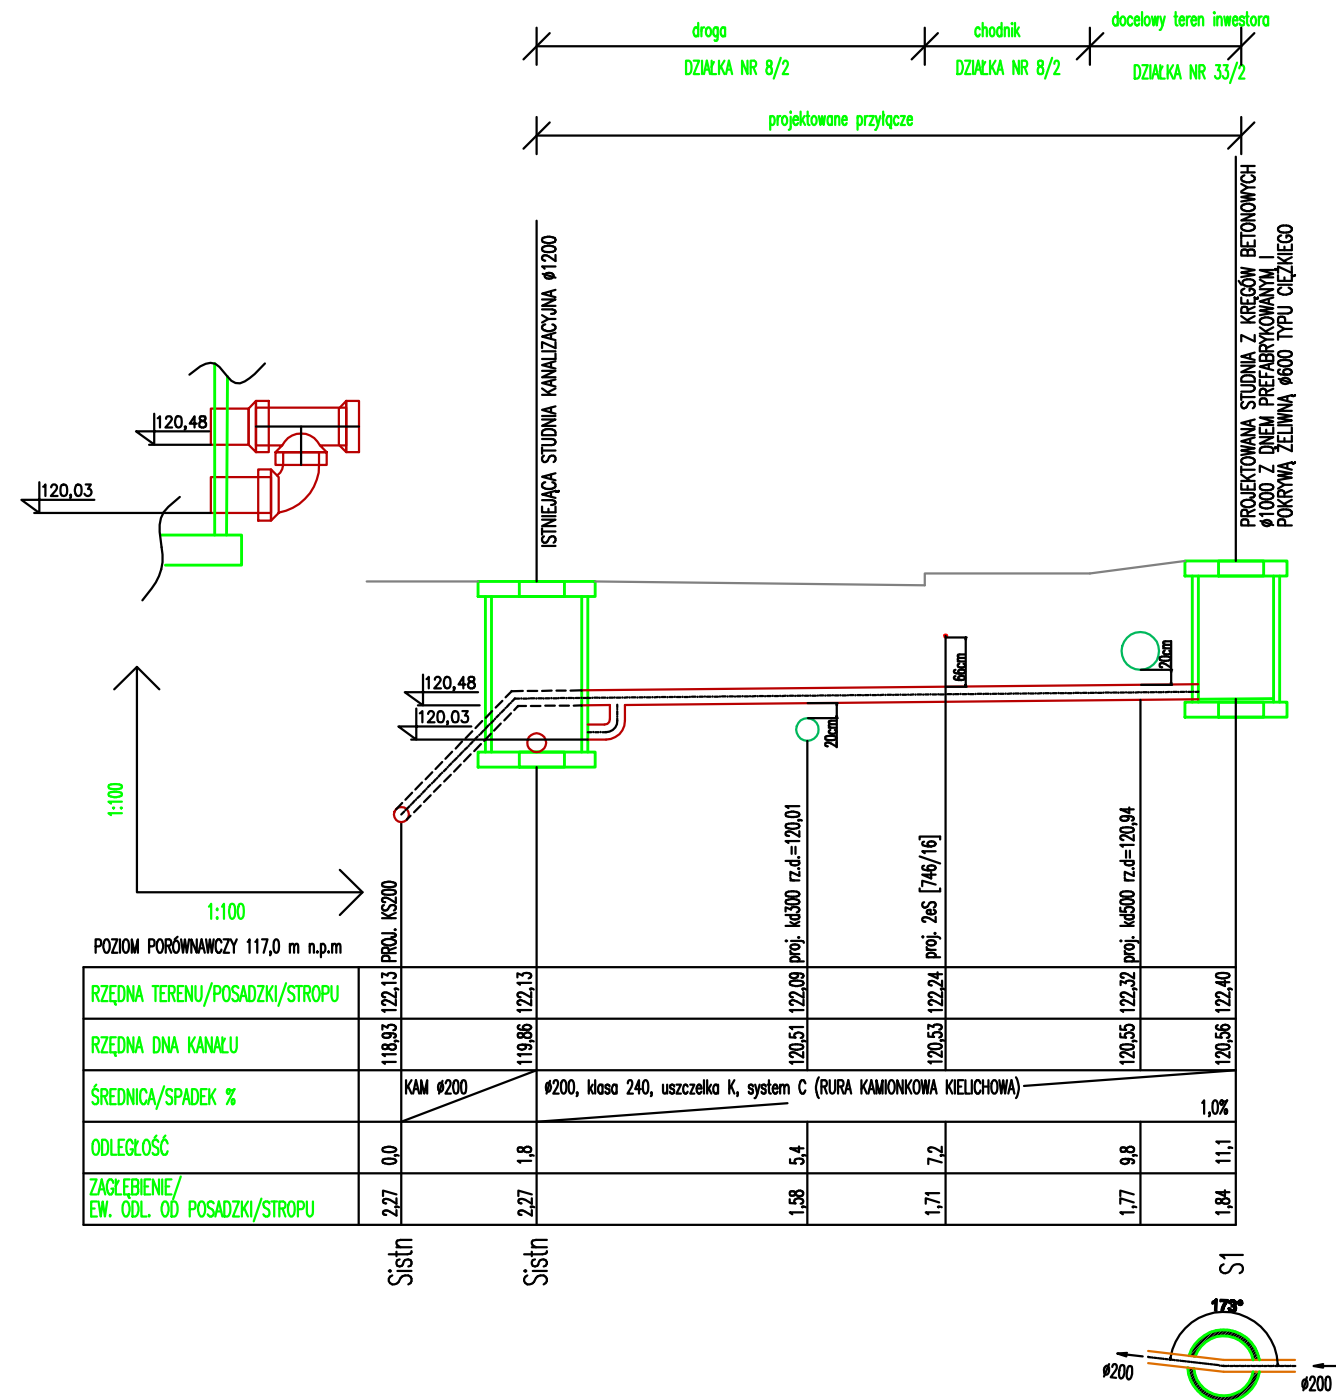 droga
chodnik
docelowy teren inwestora
DZIAŁKA NR 8/2
DZIAŁKA NR 8/2
DZIAŁKA NR 33/2
projektowane przyłącze
ISTNIEJĄCA STUDNIA KANALIZACYJNA ø1200
PROJEKTOWANA STUDNIA Z KRĘGÓW BETONOWYCH
ø1000 Z DNEM PREFABRYKOWANYM I
POKRYWĄ ŻELIWNĄ ø600 TYPU CIĘŻKIEGO
120,48
120,03
120,48
120,03
66cm
20cm
20cm
1:100
1:100
POZIOM PORÓWNAWCZY 117,0 m n.p.m
PROJ. KS200
proj. kd300 rz.d.=120,01
proj. 2eS [746/16]
proj. kd500 rz.d=120,94
RZĘDNA TERENU/POSADZKI/STROPU
122,13
122,13
122,09
122,24
122,32
122,40
RZĘDNA DNA KANAŁU
118,93
119,86
120,51
120,53
120,55
120,56
ŚREDNICA/SPADEK %
KAM ø200
ø200, klasa 240, uszczelka K, system C (RURA KAMIONKOWA KIELICHOWA)
1,0%
ODLEGŁOŚĆ
0,0
1,8
5,4
7,2
9,8
11,1
ZAGŁĘBIENIE/
EW. ODL. OD POSADZKI/STROPU
2,27
2,27
1,58
1,71
1,77
1,84
Sistn
Sistn
S1
173°
ø200
ø200